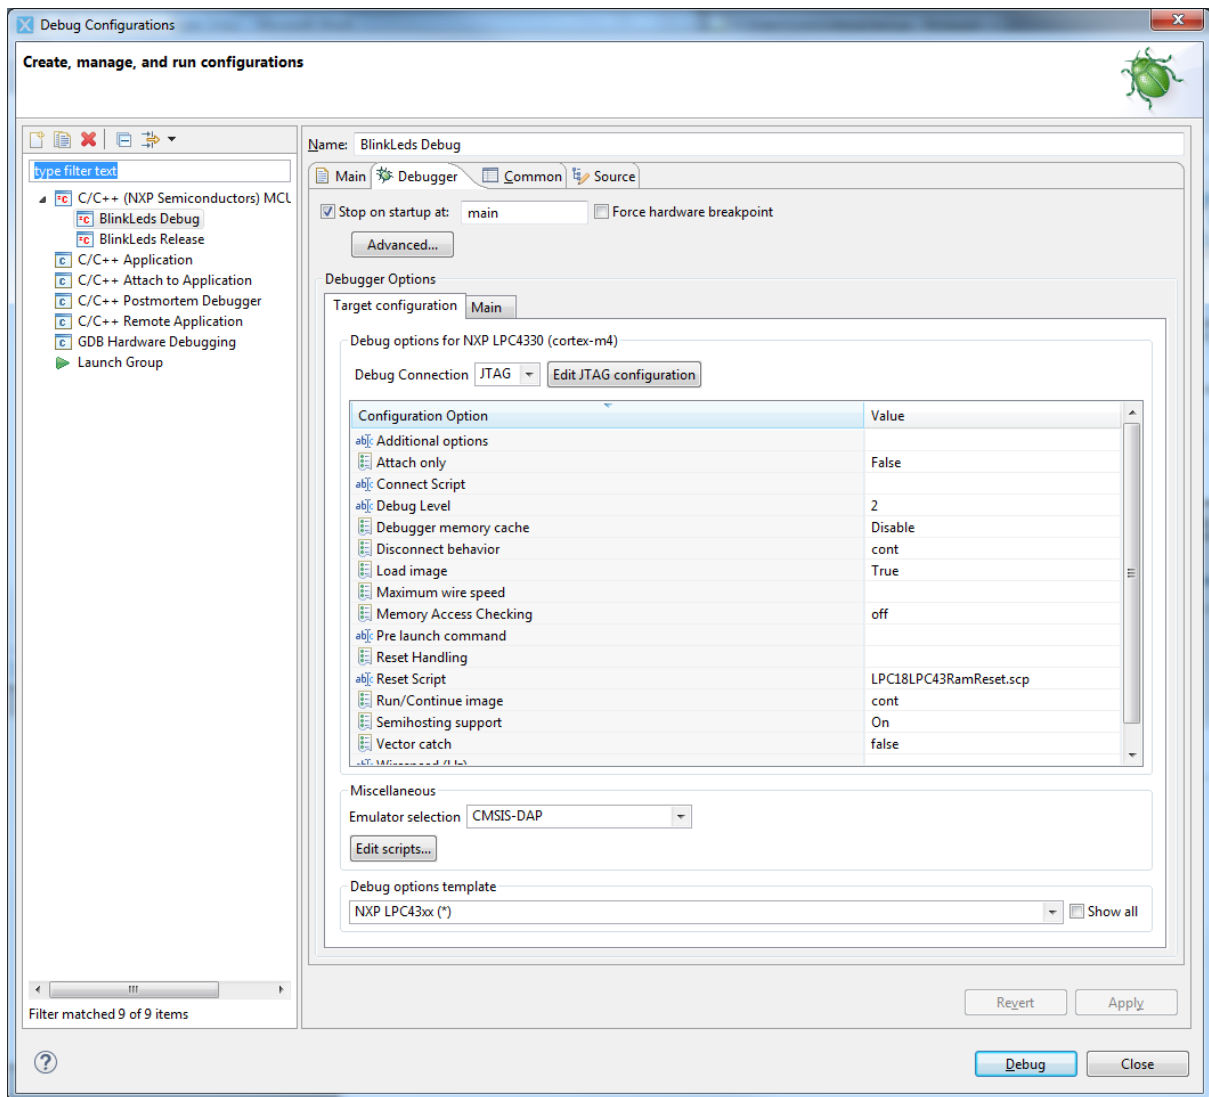 Debug Configurations
Create, manage, and run configurations
type filter text
C/C++ (NXP Semiconductors) MCU
BlinkLeds Debug
BlinkLeds Release
C/C++ Application
C/C++ Attach to Application
C/C++ Postmortem Debugger
C/C++ Remote Application
GDB Hardware Debugging
Launch Group
Filter matched 9 of 9 items
Name: BlinkLeds Debug
Main Debugger Common Source
Stop on startup at: main Force hardware breakpoint
Advanced...
Debugger Options
Target configuration Main
Debug options for NXP LPC4330 (cortex-m4)
Debug Connection JTAG Edit JTAG configuration
Configuration Option Value
Additional options
Attach only False
Connect Script
Debug Level 2
Debugger memory cache Disable
Disconnect behavior cont
Load image True
Maximum wire speed
Memory Access Checking off
Pre launch command
Reset Handling
Reset Script LPC18LPC43RamReset.scp
Run/Continue image cont
Semihosting support On
Vector catch false
Wirespeed (Hz)
Miscellaneous
Emulator selection CMSIS-DAP
Edit scripts...
Debug options template
NXP LPC43xx (*) Show all
Revert Apply
Debug Close